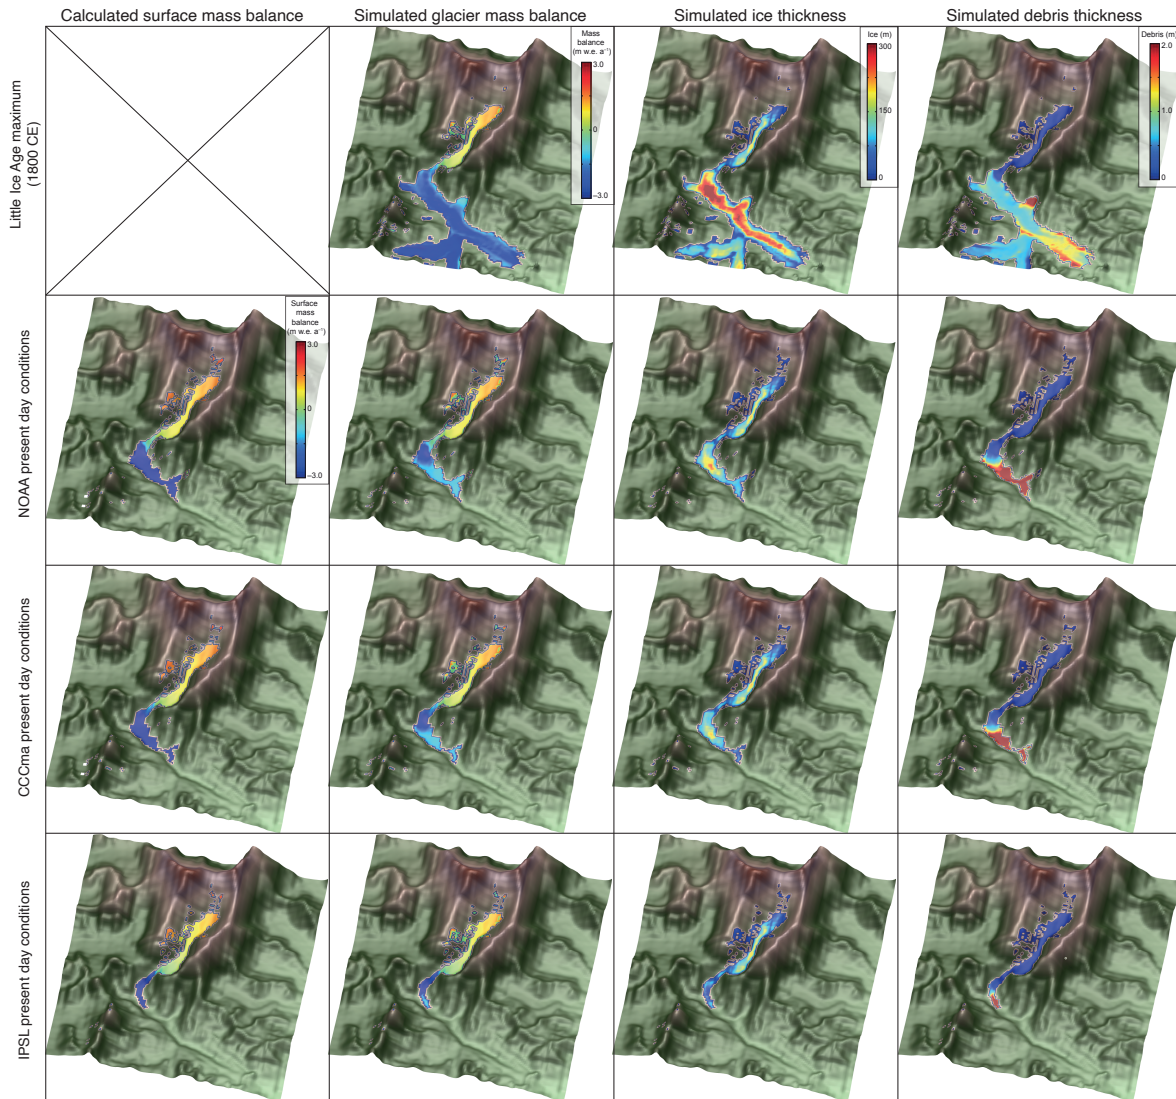 Calculated surface mass balance
Simulated glacier mass balance
Simulated ice thickness
Simulated debris thickness
Little Ice Age maximum
(1800 CE)
Mass
balance
(m w.e. a⁻¹)
3.0
0
−3.0
Ice (m)
300
150
0
Debris (m)
2.0
1.0
0
NOAA present day conditions
Surface
mass
balance
(m w.e. a⁻¹)
3.0
0
−3.0
CCCma present day conditions
IPSL present day conditions